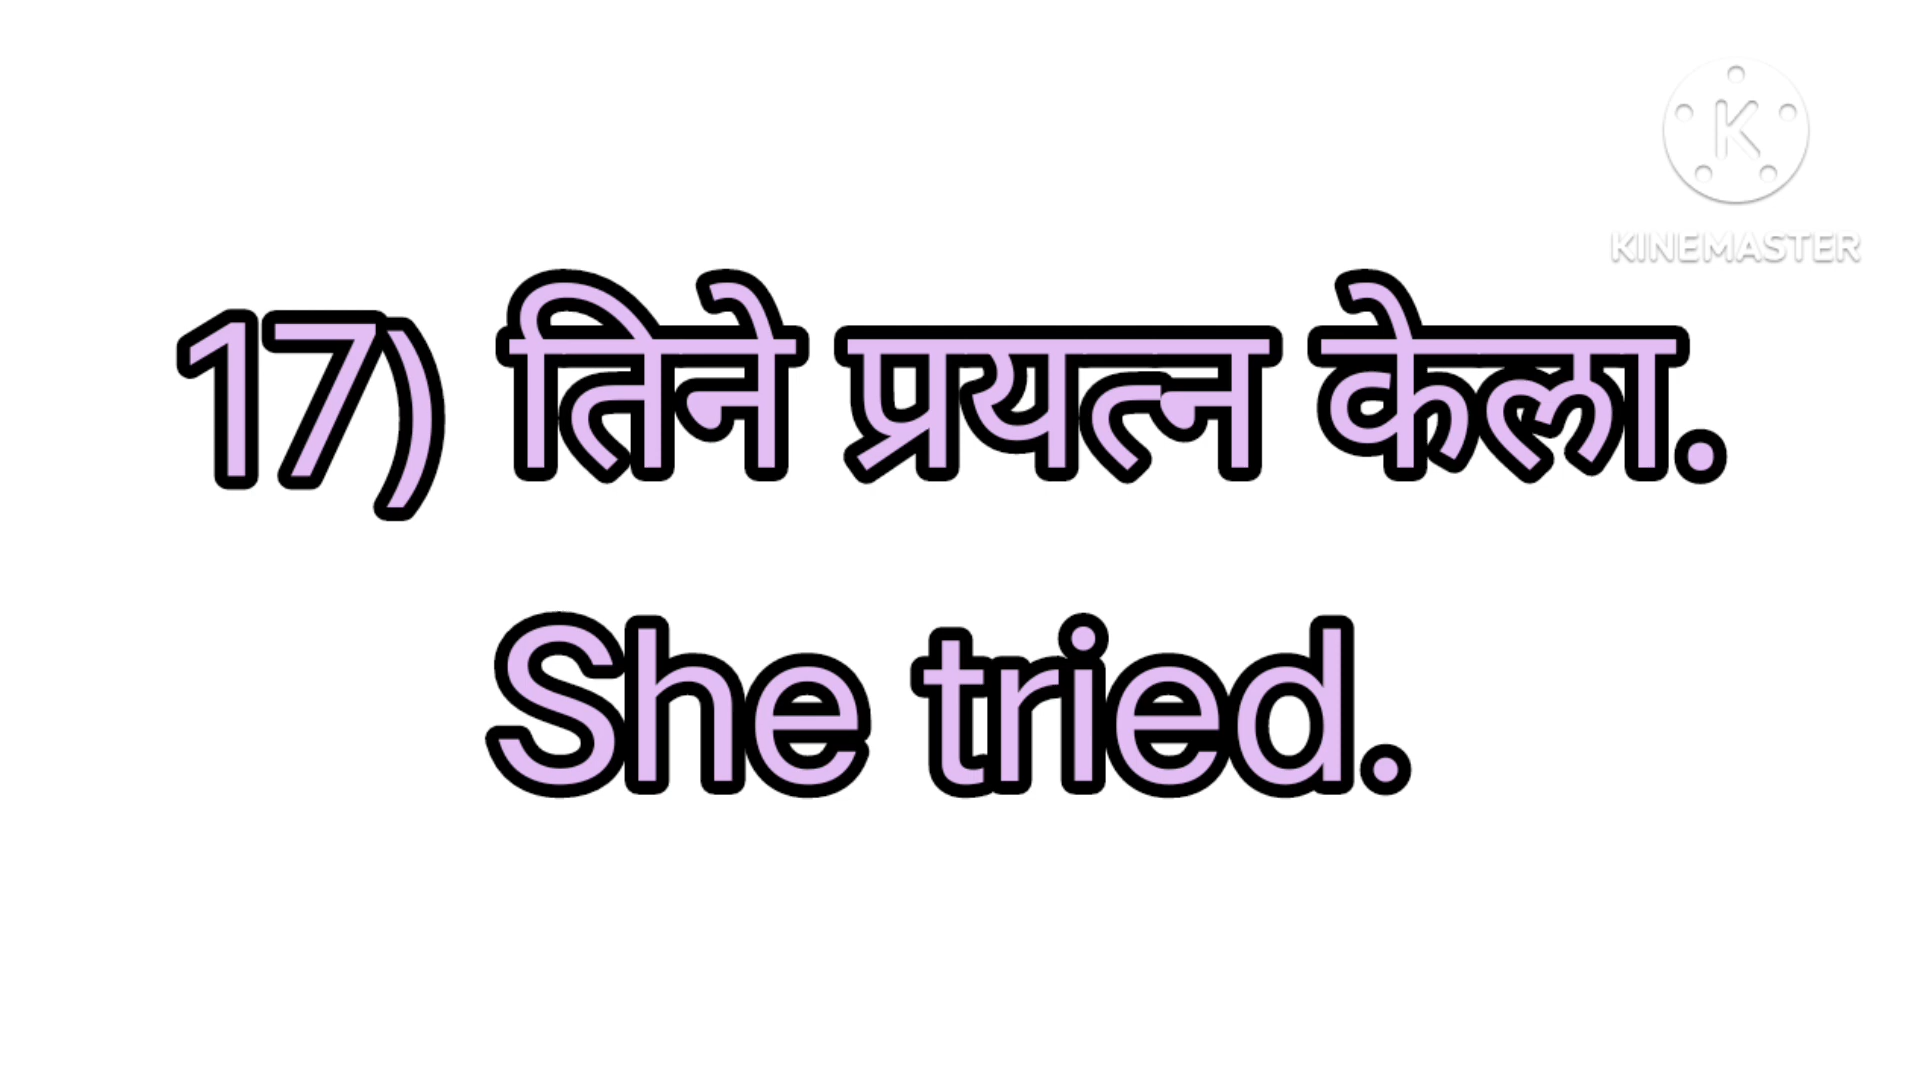 K
KINEMASTER
17) तिने प्रयत्न केला.
She tried.